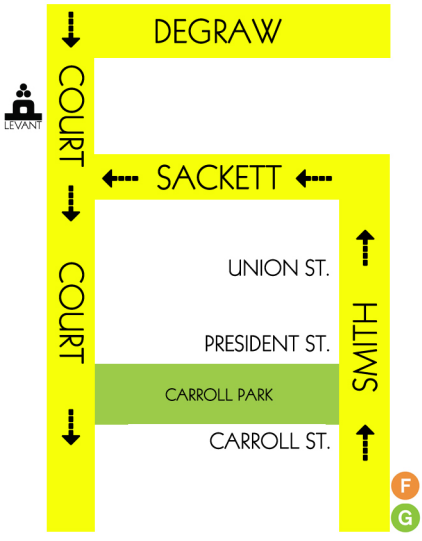 DEGRAW
COURT
LEVANT
SACKETT
UNION ST.
COURT
PRESIDENT ST.
SMITH
CARROLL PARK
CARROLL ST.
F
G